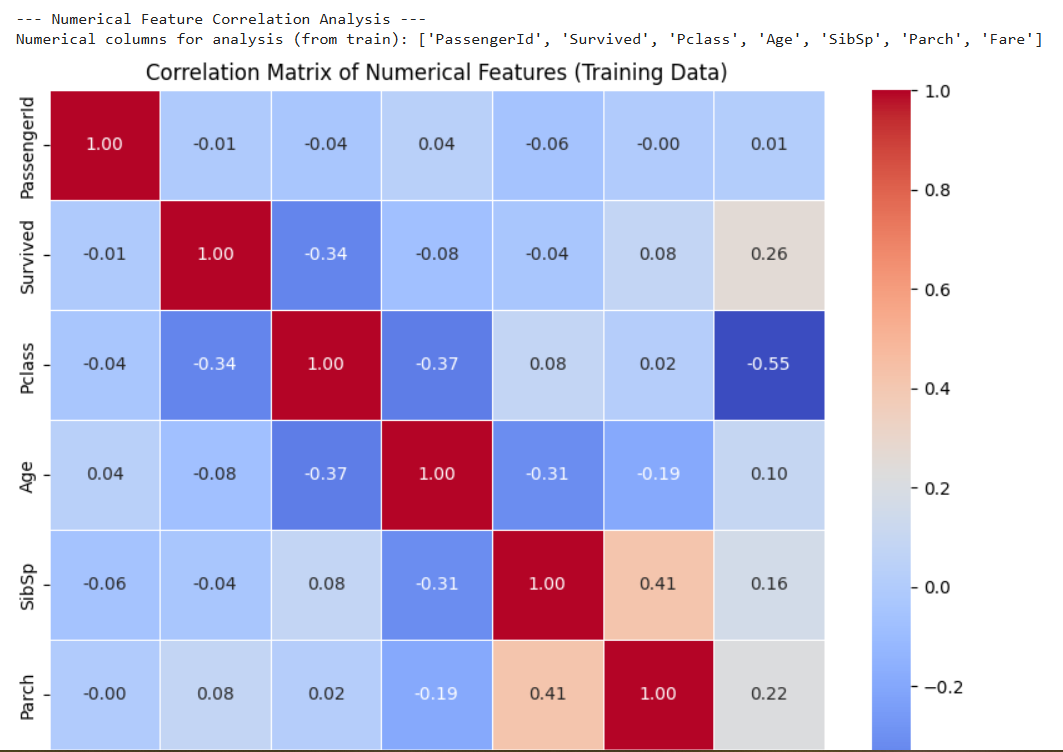 --- Numerical Feature Correlation Analysis ---
Numerical columns for analysis (from train): ['PassengerId', 'Survived', 'Pclass', 'Age', 'SibSp', 'Parch', 'Fare']
Correlation Matrix of Numerical Features (Training Data)
PassengerId 1.00 -0.01 -0.04 0.04 -0.06 -0.00 0.01
Survived -0.01 1.00 -0.34 -0.08 -0.04 0.08 0.26
Pclass -0.04 -0.34 1.00 -0.37 0.08 0.02 -0.55
Age 0.04 -0.08 -0.37 1.00 -0.31 -0.19 0.10
SibSp -0.06 -0.04 0.08 -0.31 1.00 0.41 0.16
Parch -0.00 0.08 0.02 -0.19 0.41 1.00 0.22
1.0
0.8
0.6
0.4
0.2
0.0
−0.2